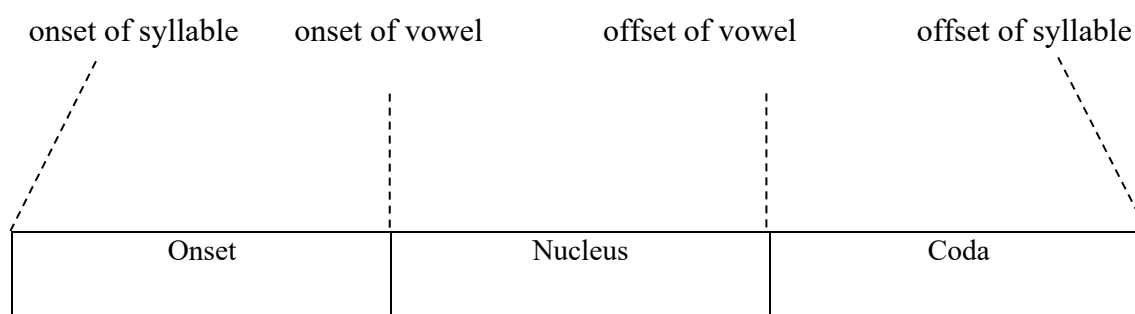 onset of syllable onset of vowel offset of vowel offset of syllable
Onset Nucleus Coda